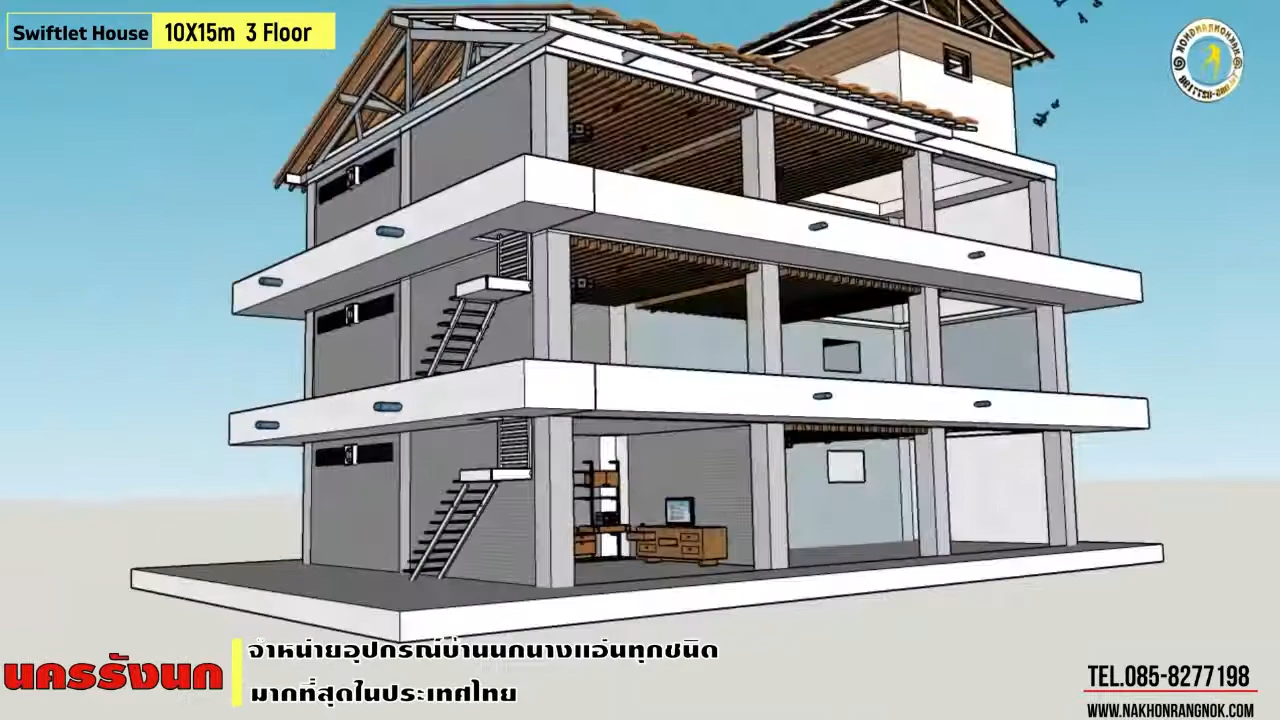 Swiftlet House 10X15m 3 Floor
นครรังนก
จำหน่ายอุปกรณ์บ้านนกนางแอ่นทุกชนิด
มากที่สุดในประเทศไทย
TEL.085-8277198
WWW.NAKHONRANGNOK.COM